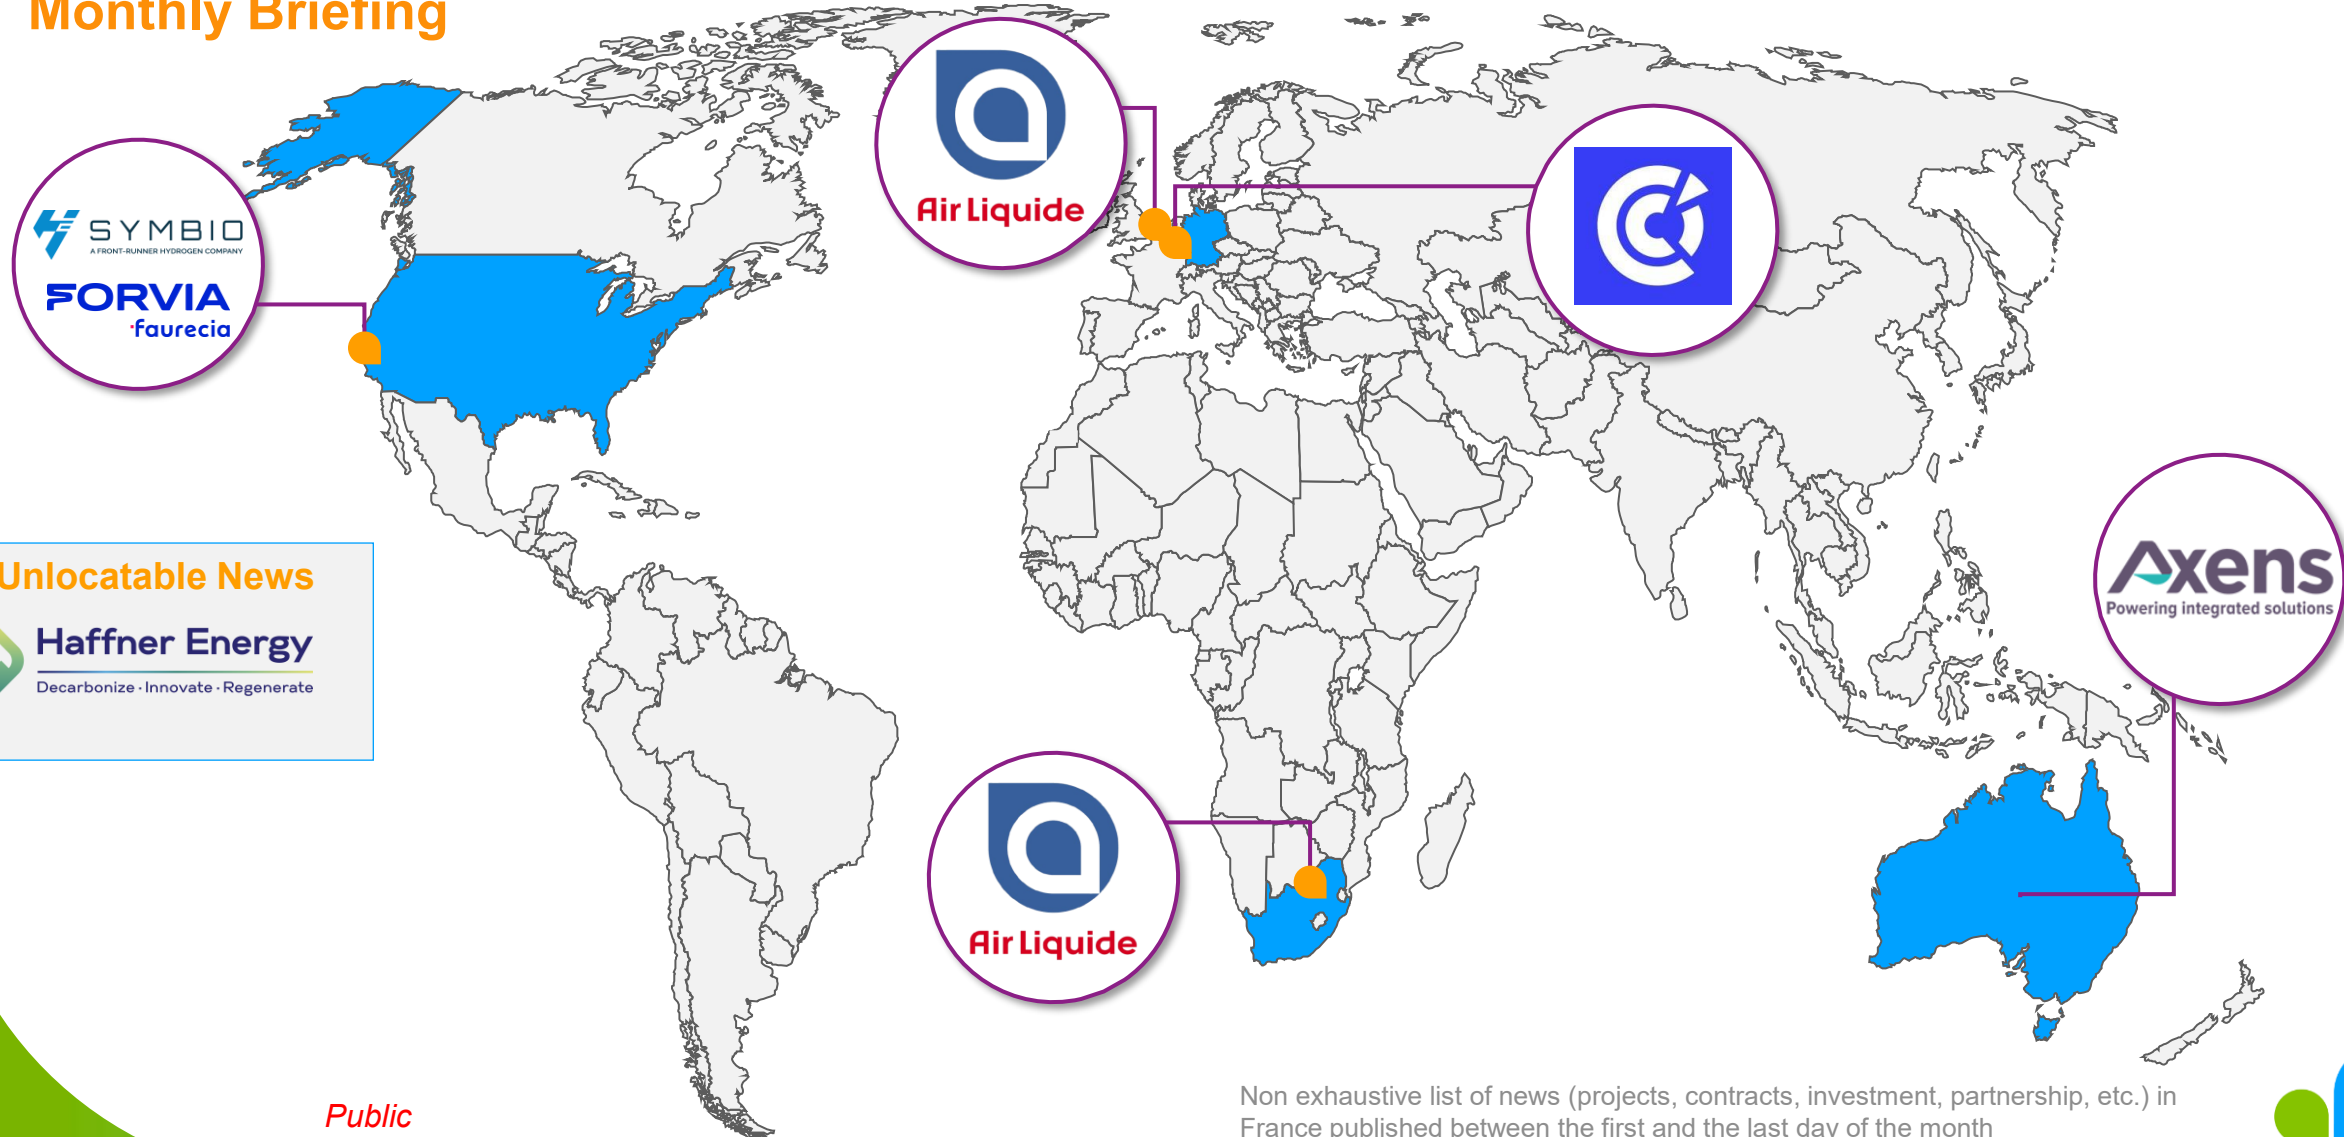 Monthly Briefing
Air Liquide
SYMBIO
A FRONT-RUNNER HYDROGEN COMPANY
FORVIA
faurecia
Axens
Powering integrated solutions
Unlocatable News
Haffner Energy
Decarbonize · Innovate · Regenerate
Air Liquide
Public
Non exhaustive list of news (projects, contracts, investment, partnership, etc.) in
France published between the first and the last day of the month